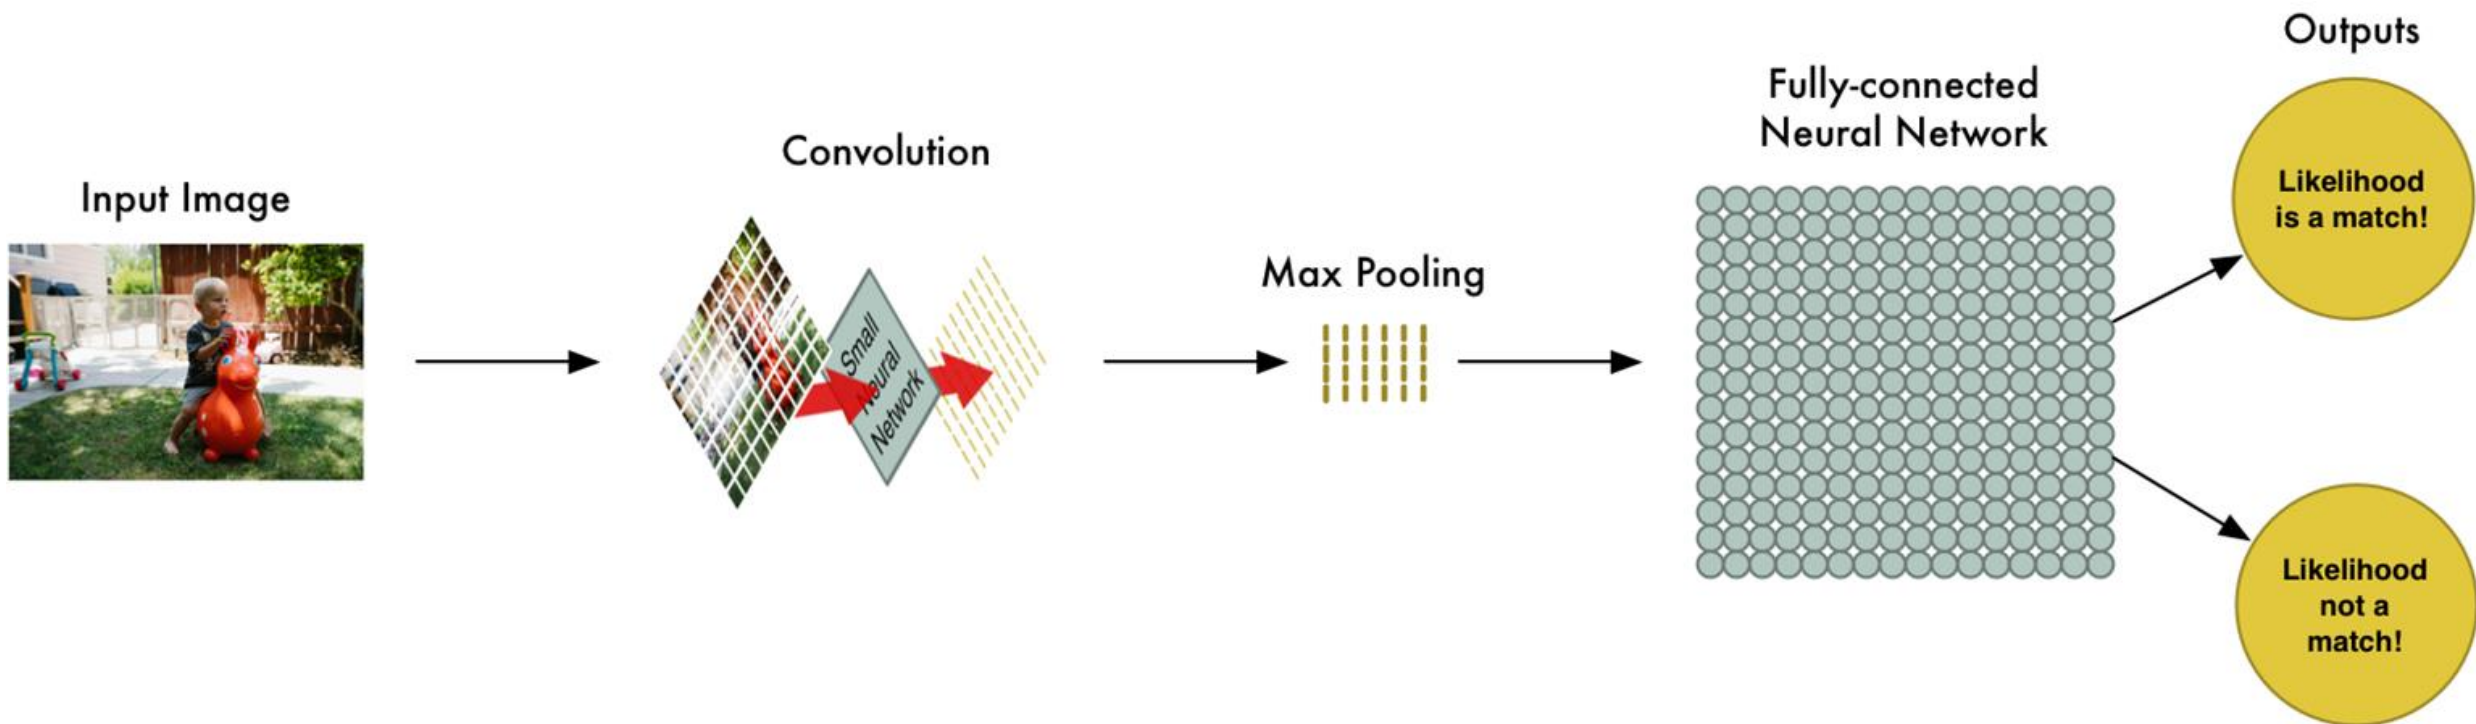 Input Image
Convolution
Small
Neural
Network
Max Pooling
Fully-connected
Neural Network
Outputs
Likelihood
is a match!
Likelihood
not a
match!